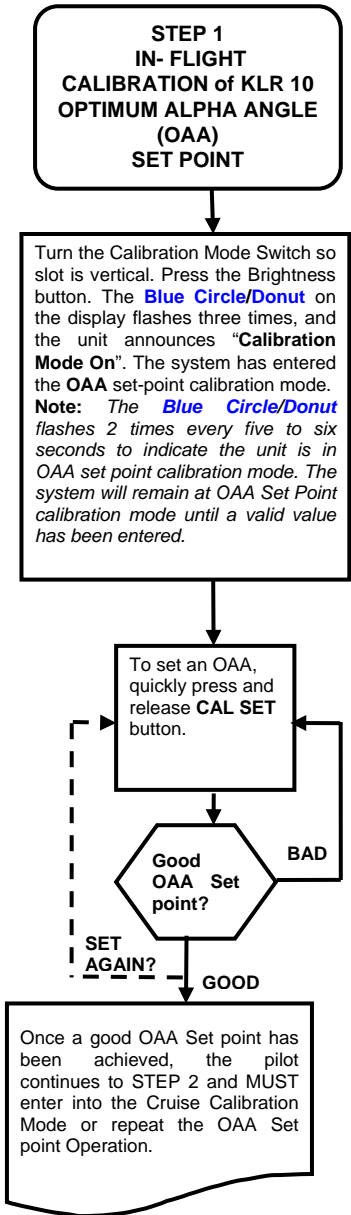 STEP 1
IN- FLIGHT
CALIBRATION of KLR 10
OPTIMUM ALPHA ANGLE
(OAA)
SET POINT
Turn the Calibration Mode Switch so
slot is vertical. Press the Brightness
button. The Blue Circle/Donut on
the display flashes three times, and
the unit announces “Calibration
Mode On”. The system has entered
the OAA set-point calibration mode.
Note: The Blue Circle/Donut
flashes 2 times every five to six
seconds to indicate the unit is in
OAA set point calibration mode. The
system will remain at OAA Set Point
calibration mode until a valid value
has been entered.
To set an OAA,
quickly press and
release CAL SET
button.
Good
OAA Set
point?
BAD
SET
AGAIN?
GOOD
Once a good OAA Set point has
been achieved, the pilot
continues to STEP 2 and MUST
enter into the Cruise Calibration
Mode or repeat the OAA Set
point Operation.